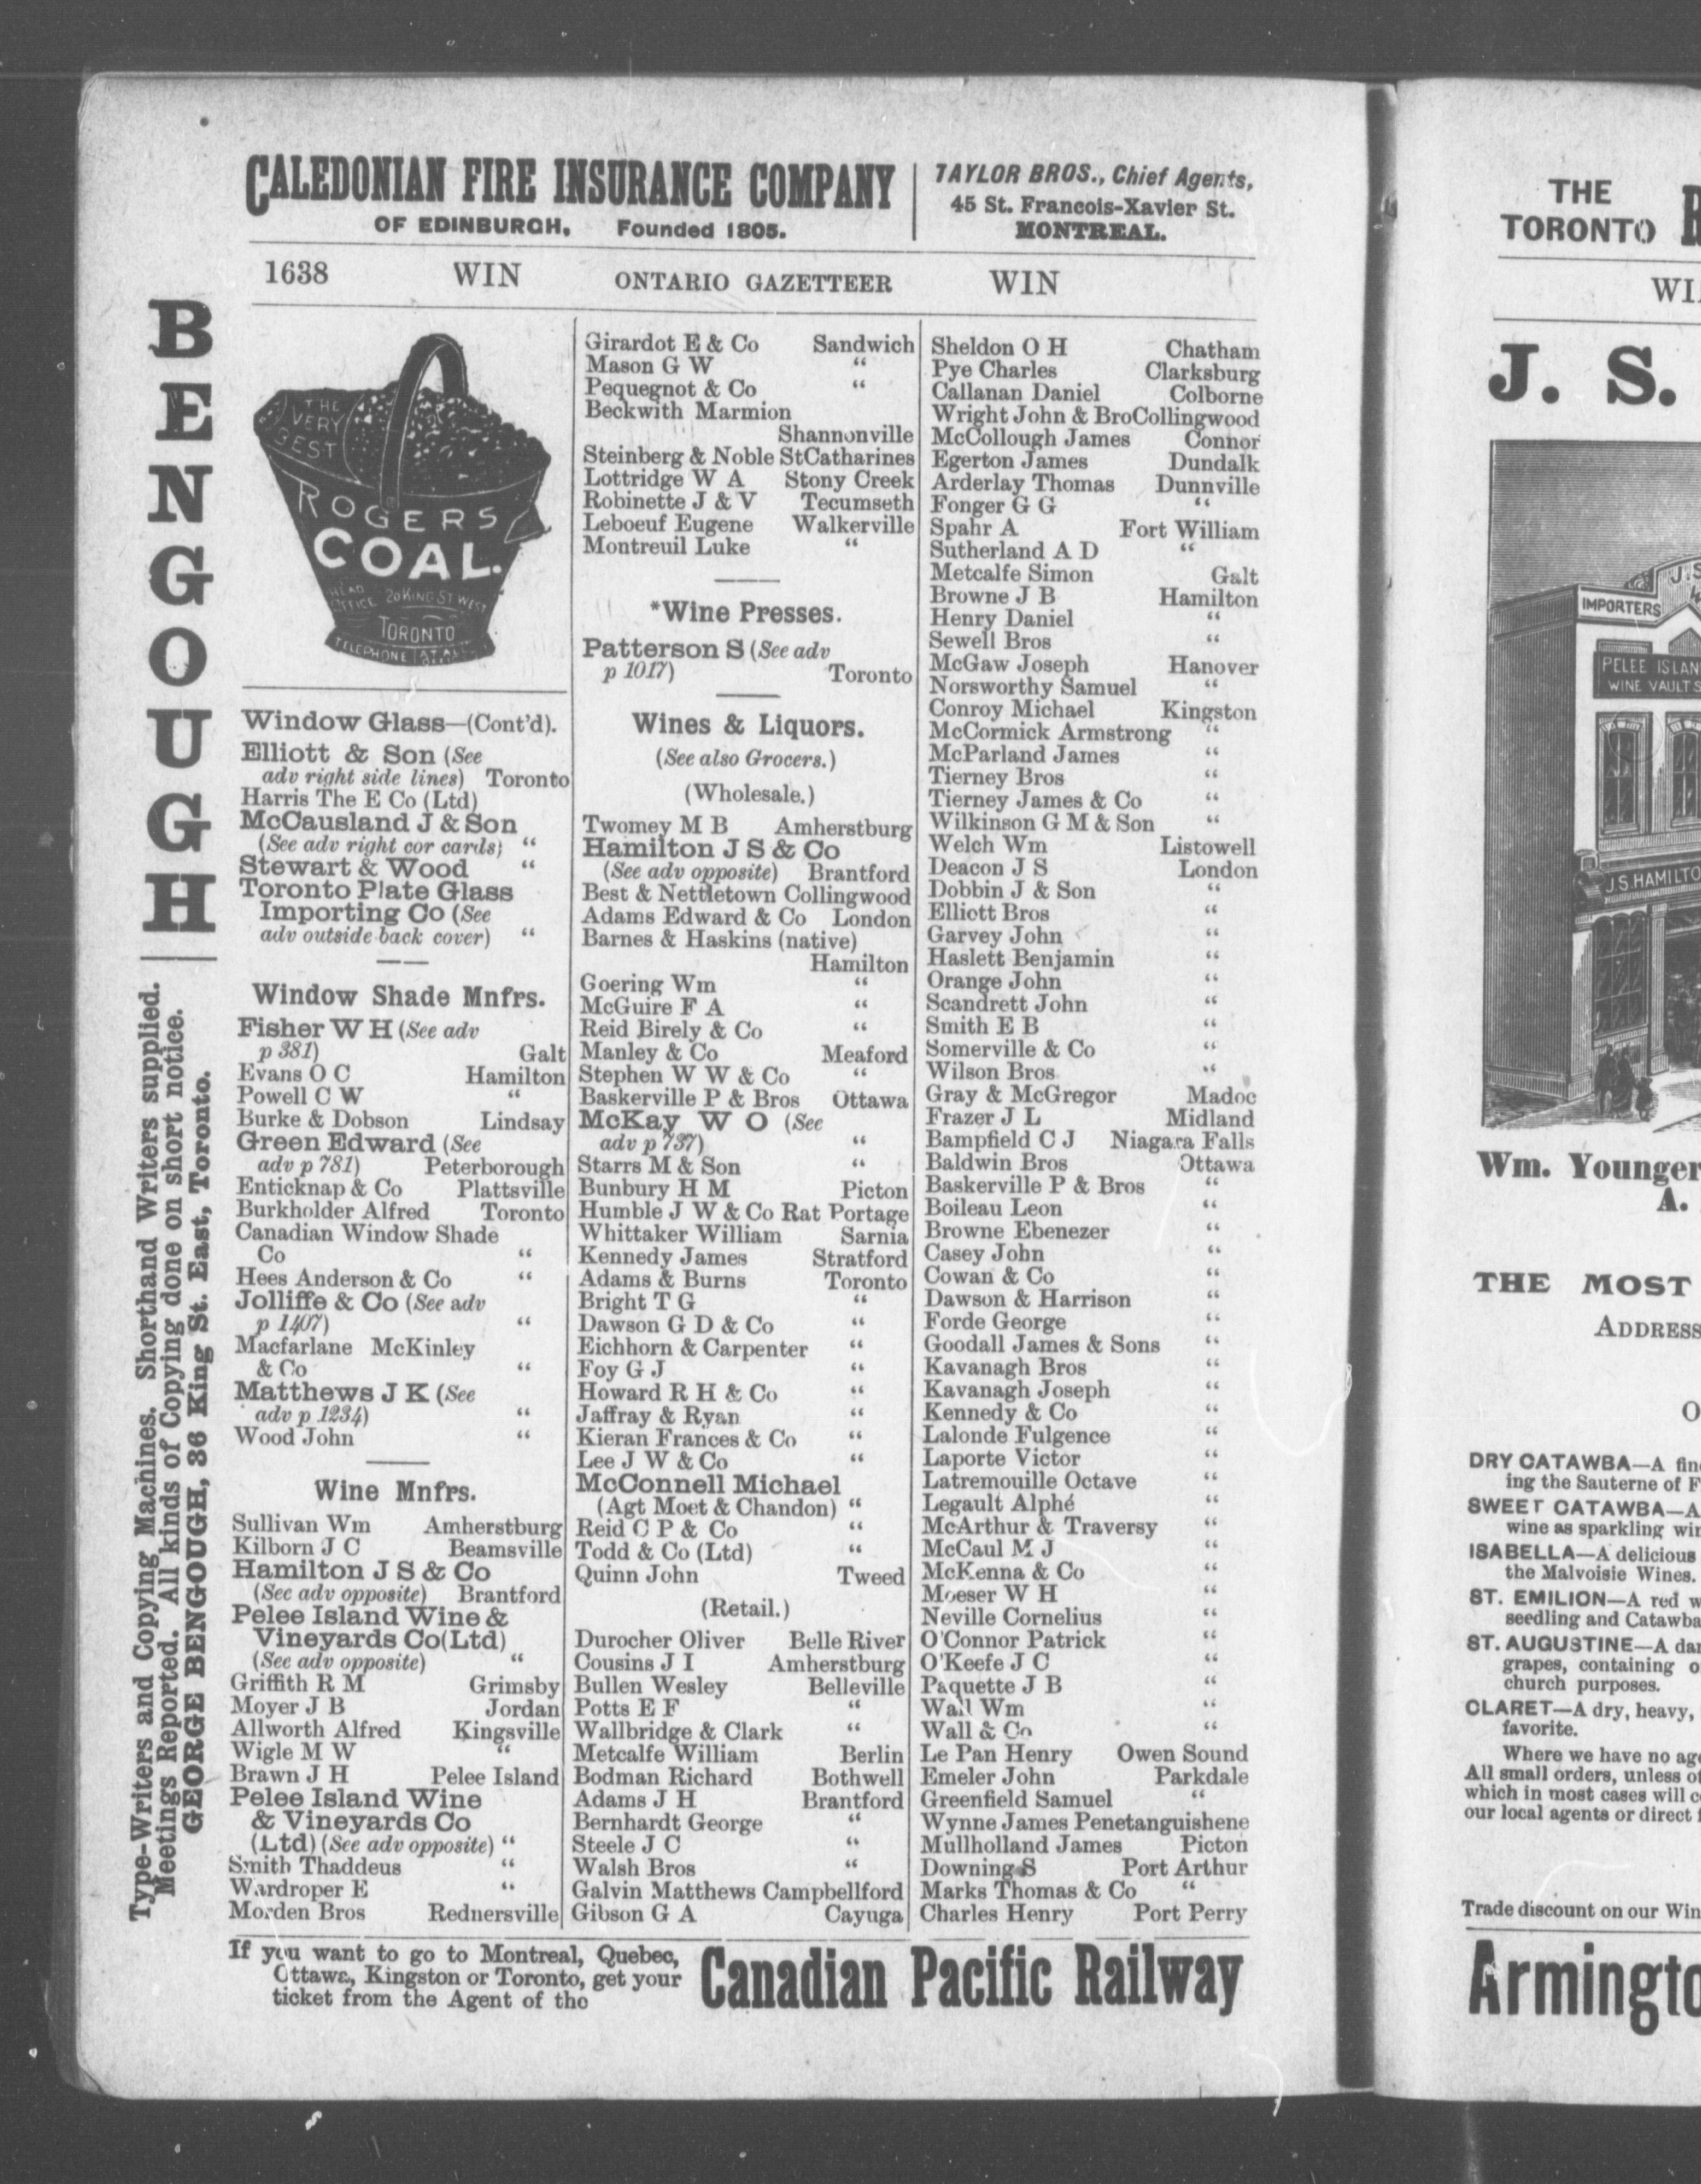 CALEDONIAN FIRE INSURANCE COMPANY
OF EDINBURGH, Founded 1805.
TAYLOR BROS., Chief Agents,
45 St. Francois-Xavier St.
MONTREAL.
1638 WIN ONTARIO GAZETTEER WIN
BENGOUGH
Type-Writers and Copying Machines. Shorthand Writers supplied.
Meetings Reported. All kinds of Copying done on short notice.
GEORGE BENGOUGH, 36 King St. East, Toronto.
THE
VERY
BEST
ROGERS
COAL.
HEAD
OFFICE 20 KING ST WEST
TORONTO
TELEPHONE
Window Glass—(Cont'd).
Elliott & Son (See
adv right side lines) Toronto
Harris The E Co (Ltd)
McCausland J & Son
(See adv right cor cards) "
Stewart & Wood "
Toronto Plate Glass
Importing Co (See
adv outside back cover) "
Window Shade Mnfrs.
Fisher W H (See adv
p 381) Galt
Evans O C Hamilton
Powell C W "
Burke & Dobson Lindsay
Green Edward (See
adv p 781) Peterborough
Enticknap & Co Plattsville
Burkholder Alfred Toronto
Canadian Window Shade
Co "
Hees Anderson & Co "
Jolliffe & Co (See adv
p 1407) "
Macfarlane McKinley
& Co "
Matthews J K (See
adv p 1234) "
Wood John "
Wine Mnfrs.
Sullivan Wm Amherstburg
Kilborn J C Beamsville
Hamilton J S & Co
(See adv opposite) Brantford
Pelee Island Wine &
Vineyards Co(Ltd)
(See adv opposite) "
Griffith R M Grimsby
Moyer J B Jordan
Allworth Alfred Kingsville
Wigle M W "
Brawn J H Pelee Island
Pelee Island Wine
& Vineyards Co
(Ltd) (See adv opposite) "
Smith Thaddeus "
Wardroper E "
Morden Bros Rednersville
Girardot E & Co Sandwich
Mason G W "
Pequegnot & Co "
Beckwith Marmion
Shannonville
Steinberg & Noble StCatharines
Lottridge W A Stony Creek
Robinette J & V Tecumseth
Leboeuf Eugene Walkerville
Montreuil Luke "
*Wine Presses.
Patterson S (See adv
p 1017) Toronto
Wines & Liquors.
(See also Grocers.)
(Wholesale.)
Twomey M B Amherstburg
Hamilton J S & Co
(See adv opposite) Brantford
Best & Nettletown Collingwood
Adams Edward & Co London
Barnes & Haskins (native)
Hamilton
Goering Wm "
McGuire F A "
Reid Birely & Co "
Manley & Co Meaford
Stephen W W & Co "
Baskerville P & Bros Ottawa
McKay W O (See
adv p 737) "
Starrs M & Son "
Bunbury H M Picton
Humble J W & Co Rat Portage
Whittaker William Sarnia
Kennedy James Stratford
Adams & Burns Toronto
Bright T G "
Dawson G D & Co "
Eichhorn & Carpenter "
Foy G J "
Howard R H & Co "
Jaffray & Ryan "
Kieran Frances & Co "
Lee J W & Co "
McConnell Michael
(Agt Moet & Chandon) "
Reid C P & Co "
Todd & Co (Ltd) "
Quinn John Tweed
(Retail.)
Durocher Oliver Belle River
Cousins J I Amherstburg
Bullen Wesley Belleville
Potts E F "
Wallbridge & Clark "
Metcalfe William Berlin
Bodman Richard Bothwell
Adams J H Brantford
Bernhardt George "
Steele J C "
Walsh Bros "
Galvin Matthews Campbellford
Gibson G A Cayuga
Sheldon O H Chatham
Pye Charles Clarksburg
Callanan Daniel Colborne
Wright John & BroCollingwood
McCollough James Connor
Egerton James Dundalk
Arderlay Thomas Dunnville
Fonger G G "
Spahr A Fort William
Sutherland A D "
Metcalfe Simon Galt
Browne J B Hamilton
Henry Daniel "
Sewell Bros "
McGaw Joseph Hanover
Norsworthy Samuel "
Conroy Michael Kingston
McCormick Armstrong "
McParland James "
Tierney Bros "
Tierney James & Co "
Wilkinson G M & Son "
Welch Wm Listowell
Deacon J S London
Dobbin J & Son "
Elliott Bros "
Garvey John "
Haslett Benjamin "
Orange John "
Scandrett John "
Smith E B "
Somerville & Co "
Wilson Bros "
Gray & McGregor Madoc
Frazer J L Midland
Bampfield C J Niagara Falls
Baldwin Bros Ottawa
Baskerville P & Bros "
Boileau Leon "
Browne Ebenezer "
Casey John "
Cowan & Co "
Dawson & Harrison "
Forde George "
Goodall James & Sons "
Kavanagh Bros "
Kavanagh Joseph "
Kennedy & Co "
Lalonde Fulgence "
Laporte Victor "
Latremouille Octave "
Legault Alphé "
McArthur & Traversy "
McCaul M J "
McKenna & Co "
Moeser W H "
Neville Cornelius "
O'Connor Patrick "
O'Keefe J C "
Paquette J B "
Wall Wm "
Wall & Co "
Le Pan Henry Owen Sound
Emeler John Parkdale
Greenfield Samuel "
Wynne James Penetanguishene
Mullholland James Picton
Downing S Port Arthur
Marks Thomas & Co "
Charles Henry Port Perry
If you want to go to Montreal, Quebec,
Ottawa, Kingston or Toronto, get your
ticket from the Agent of the
Canadian Pacific Railway
THE
TORONTO
J. S.
IMPORTERS
PELEE ISLAN
WINE VAULTS
J.S.HAMILTO
Wm. Younger
A.
THE MOST
ADDRESS
DRY CATAWBA—A fin
ing the Sauterne of F
SWEET CATAWBA—A
wine as sparkling wi
ISABELLA—A delicious
the Malvoisie Wines.
ST. EMILION—A red w
seedling and Catawba
ST. AUGUSTINE—A da
grapes, containing
church purposes.
CLARET—A dry, heavy,
favorite.
Where we have no ag
All small orders, unless o
which in most cases will c
our local agents or direct
Trade discount on our Win
Armingto